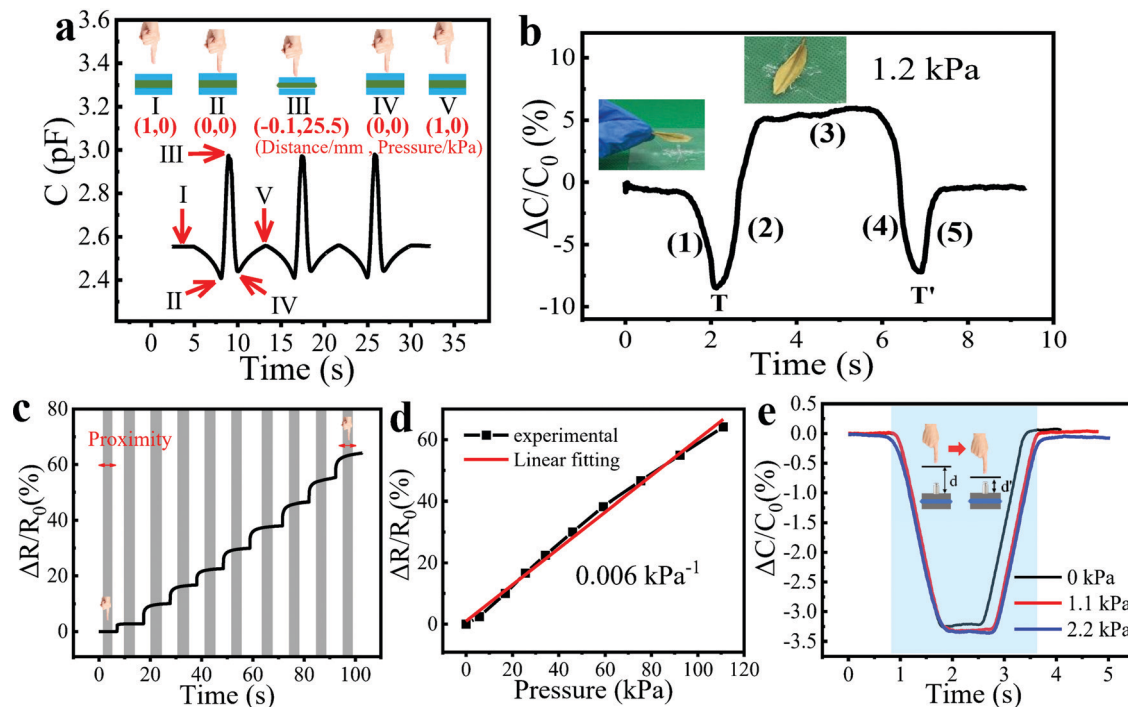 a
3.6
3.4
3.2
3.0
2.8
2.6
2.4
2.2
C (pF)
I II III IV V
(1,0) (0,0) (-0.1,25.5) (0,0) (1,0)
(Distance/mm , Pressure/kPa)
III
I
V
II
IV
0 5 10 15 20 25 30 35
Time (s)
b
10
5
0
-5
-10
ΔC/C₀ (%)
1.2 kPa
(1)
(2)
(3)
(4)
(5)
T
T'
0 2 4 6 8 10
Time (s)
c
80
60
40
20
0
ΔR/R₀(%)
Proximity
0 20 40 60 80 100
Time (s)
d
60
40
20
0
ΔR/R₀(%)
experimental
Linear fitting
0.006 kPa⁻¹
0 20 40 60 80 100 120
Pressure (kPa)
e
0.5
0.0
-0.5
-1.0
-1.5
-2.0
-2.5
-3.0
-3.5
ΔC/C₀(%)
d
d'
0 kPa
1.1 kPa
2.2 kPa
0 1 2 3 4 5
Time (s)